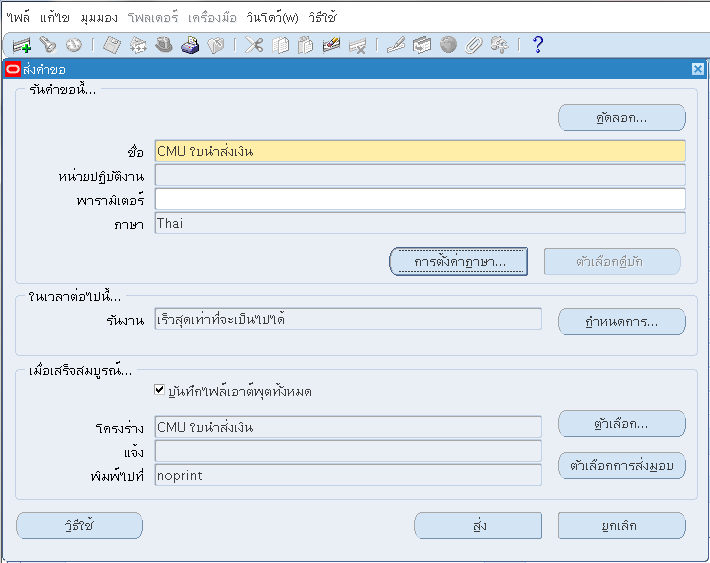 ไฟล์ แก้ไข มุมมอง โฟลเดอร์ เครื่องมือ วินโดว์(W) วิธีใช้
ส่งคำขอ
รันคำขอนี้...
คัดลอก...
ชื่อ CMU ใบนำส่งเงิน
หน่วยปฏิบัติงาน
พารามิเตอร์
ภาษา Thai
การตั้งค่าภาษา... ตัวเลือกดีบัก
ในเวลาต่อไปนี้...
รันงาน เร็วสุดเท่าที่จะเป็นไปได้ กำหนดการ...
เมื่อเสร็จสมบูรณ์...
บันทึกไฟล์เอาต์พุตทั้งหมด
โครงร่าง CMU ใบนำส่งเงิน ตัวเลือก...
แจ้ง
ตัวเลือกการส่งมอบ
พิมพ์ไปที่ noprint
วิธีใช้ ส่ง ยกเลิก